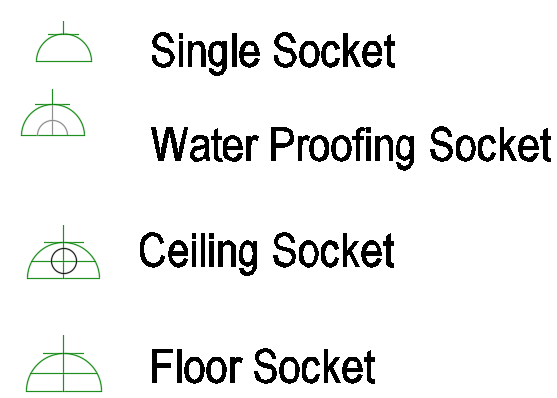 Single Socket
Water Proofing Socket
Ceiling Socket
Floor Socket